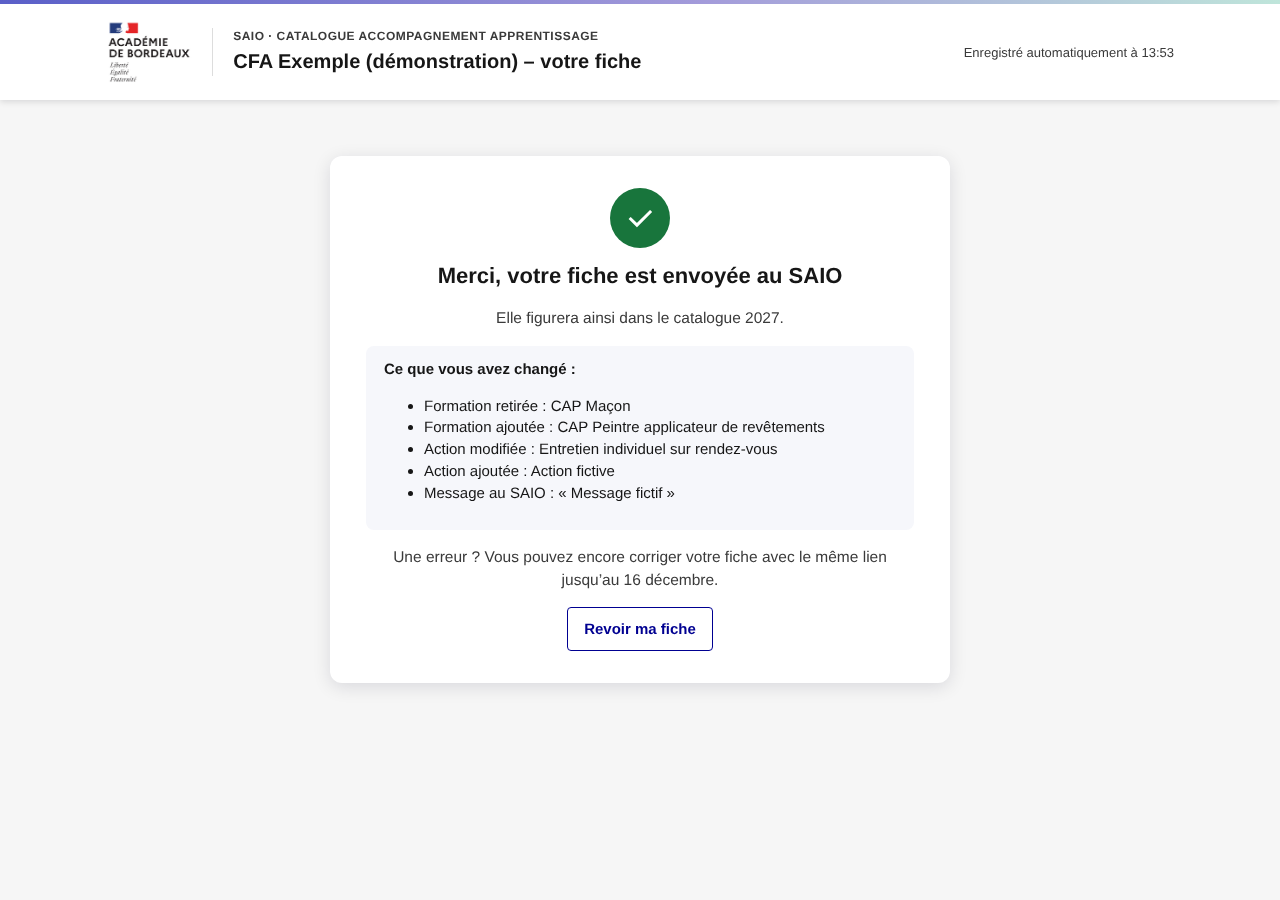 ACADÉMIE
DE BORDEAUX
Liberté
Égalité
Fraternité
SAIO · CATALOGUE ACCOMPAGNEMENT APPRENTISSAGE
CFA Exemple (démonstration) – votre fiche
Enregistré automatiquement à 13:53
Merci, votre fiche est envoyée au SAIO
Elle figurera ainsi dans le catalogue 2027.
Ce que vous avez changé :
• Formation retirée : CAP Maçon
• Formation ajoutée : CAP Peintre applicateur de revêtements
• Action modifiée : Entretien individuel sur rendez-vous
• Action ajoutée : Action fictive
• Message au SAIO : « Message fictif »
Une erreur ? Vous pouvez encore corriger votre fiche avec le même lien
jusqu’au 16 décembre.
Revoir ma fiche